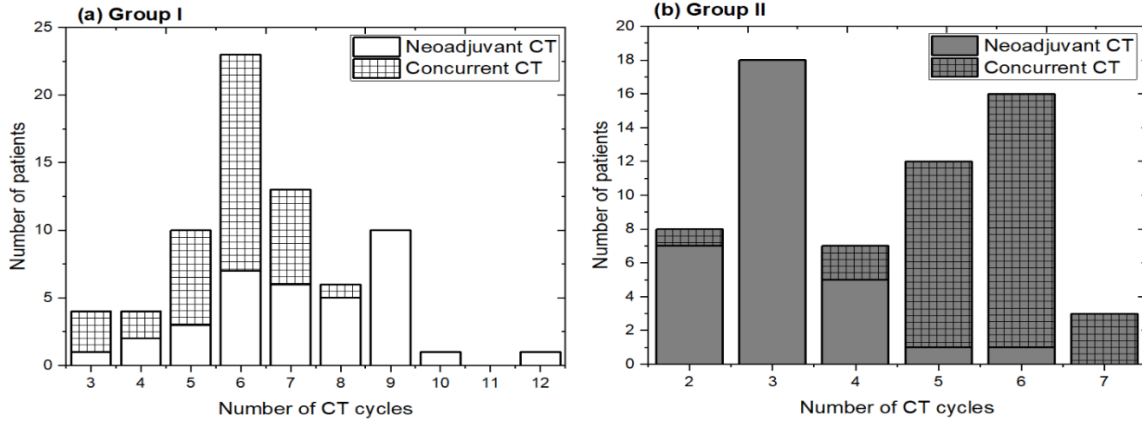 (a) Group I
25
20
15
10
5
0
Number of patients
Neoadjuvant CT
Concurrent CT
3 4 5 6 7 8 9 10 11 12
Number of CT cycles
(b) Group II
20
18
16
14
12
10
8
6
4
2
0
Number of patients
Neoadjuvant CT
Concurrent CT
2 3 4 5 6 7
Number of CT cycles